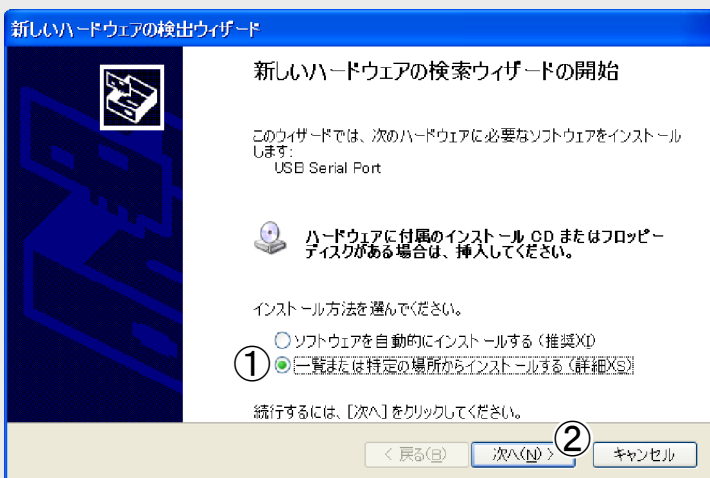 新しいハードウェアの検出ウィザード
新しいハードウェアの検索ウィザードの開始
このウィザードでは、次のハードウェアに必要なソフトウェアをインストール
します:
USB Serial Port
ハードウェアに付属のインストール CD またはフロッピー
ディスクがある場合は、挿入してください。
インストール方法を選んでください。
ソフトウェアを自動的にインストールする (推奨)(I)
① 一覧または特定の場所からインストールする (詳細)(S)
続行するには、[次へ] をクリックしてください。
< 戻る(B) 次へ(N) > ② キャンセル